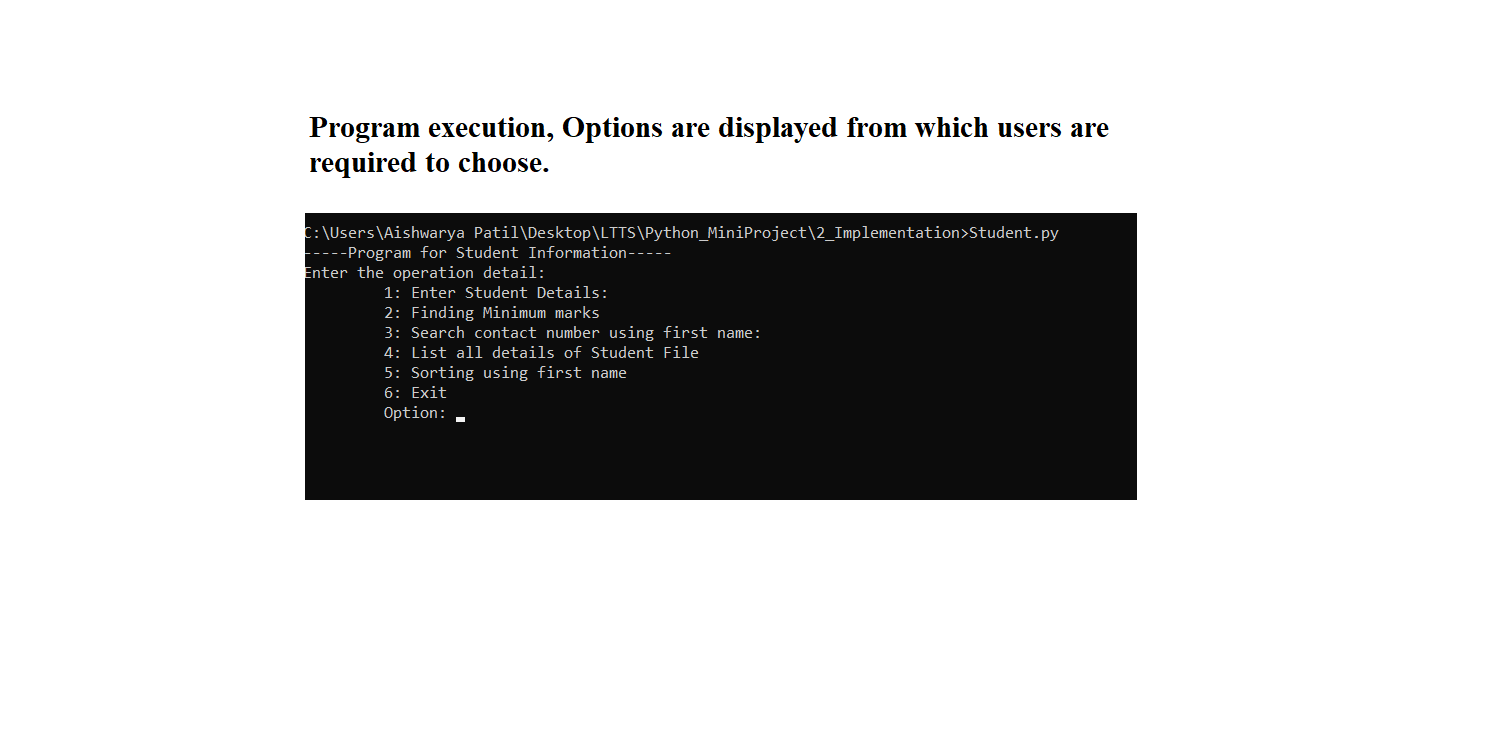 Program execution, Options are displayed from which users are
required to choose.
C:\Users\Aishwarya Patil\Desktop\LTTS\Python_MiniProject\2_Implementation>Student.py
-----Program for Student Information-----
Enter the operation detail:
1: Enter Student Details:
2: Finding Minimum marks
3: Search contact number using first name:
4: List all details of Student File
5: Sorting using first name
6: Exit
Option: